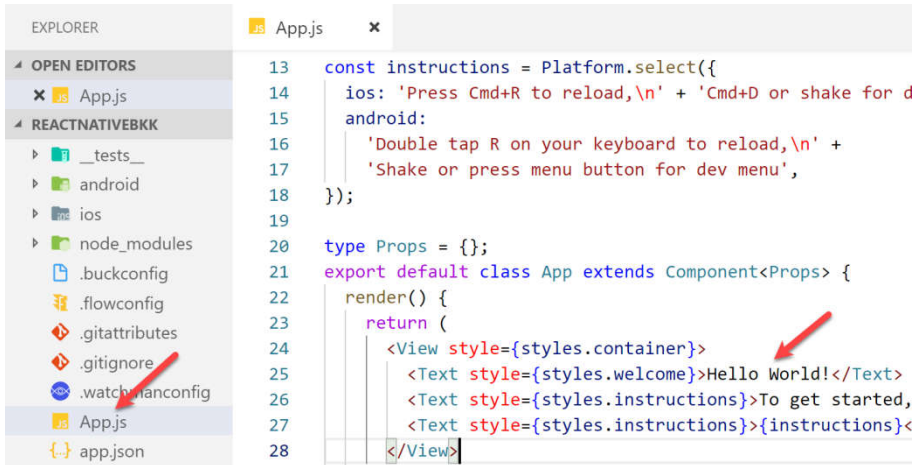 EXPLORER
OPEN EDITORS
App.js
REACTNATIVEBKK
__tests__
android
ios
node_modules
.buckconfig
.flowconfig
.gitattributes
.gitignore
.watchmanconfig
App.js
app.json
JS App.js ×
13 const instructions = Platform.select({
14 ios: 'Press Cmd+R to reload,\n' + 'Cmd+D or shake for d
15 android:
16 'Double tap R on your keyboard to reload,\n' +
17 'Shake or press menu button for dev menu',
18 });
19
20 type Props = {};
21 export default class App extends Component<Props> {
22 render() {
23 return (
24 <View style={styles.container}>
25 <Text style={styles.welcome}>Hello World!</Text>
26 <Text style={styles.instructions}>To get started,
27 <Text style={styles.instructions}>{instructions}<
28 </View>